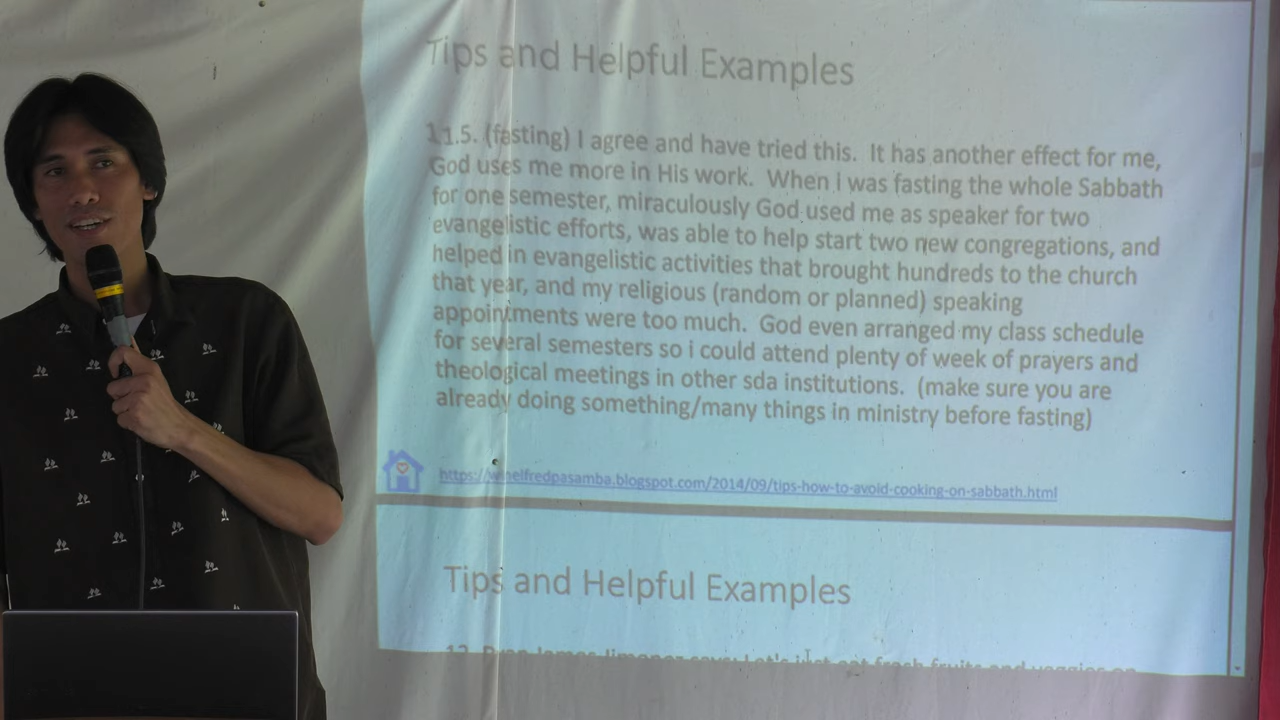 Tips and Helpful Examples
11.5. (fasting) I agree and have tried this.  It has another effect for me,
God uses me more in His work.  When I was fasting the whole Sabbath
for one semester, miraculously God used me as speaker for two
evangelistic efforts, was able to help start two new congregations, and
helped in evangelistic activities that brought hundreds to the church
that year, and my religious (random or planned) speaking
appointments were too much.  God even arranged my class schedule
for several semesters so i could attend plenty of week of prayers and
theological meetings in other sda institutions.  (make sure you are
already doing something/many things in ministry before fasting)
https://whelfredpasamba.blogspot.com/2014/09/tips-how-to-avoid-cooking-on-sabbath.html
Tips and Helpful Examples